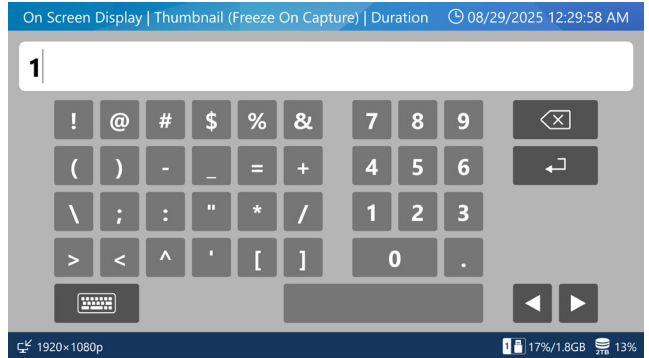 On Screen Display | Thumbnail (Freeze On Capture) | Duration 08/29/2025 12:29:58 AM
1
! @ # $ % & 7 8 9
( ) - _ = + 4 5 6
\ ; : " * / 1 2 3
> < ^ ' [ ] 0 .
1920×1080p 1 17%/1.8GB 2TB 13%